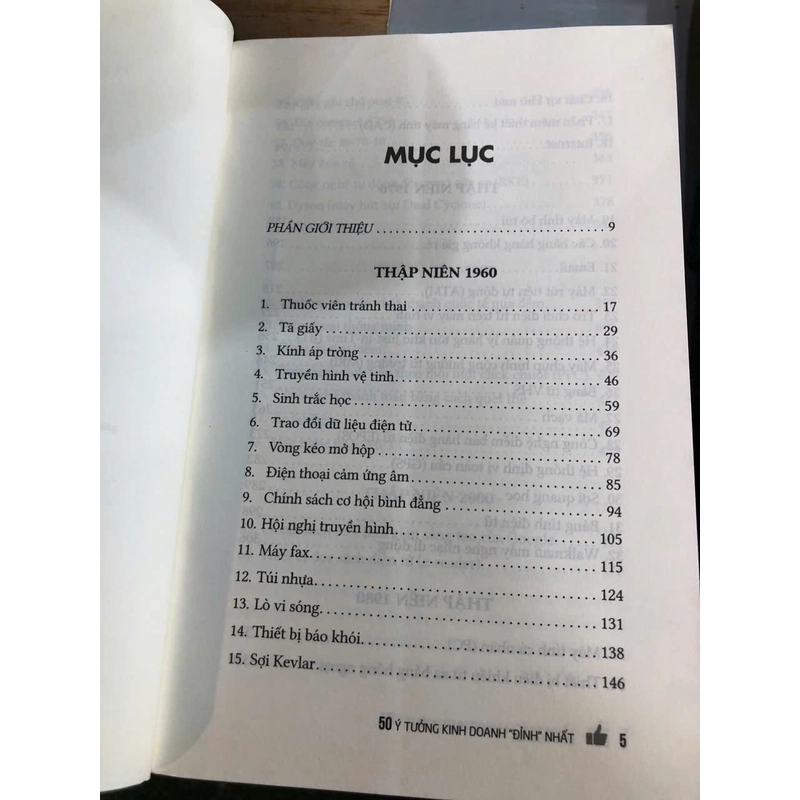 MỤC LỤC
PHẦN GIỚI THIỆU 9
THẬP NIÊN 1960
1. Thuốc viên tránh thai 17
2. Tã giấy 29
3. Kính áp tròng 36
4. Truyền hình vệ tinh 46
5. Sinh trắc học 59
6. Trao đổi dữ liệu điện tử 69
7. Vòng kéo mở hộp 78
8. Điện thoại cảm ứng âm 85
9. Chính sách cơ hội bình đẳng 94
10. Hội nghị truyền hình 105
11. Máy fax 115
12. Túi nhựa 124
13. Lò vi sóng 131
14. Thiết bị báo khói 138
15. Sợi Kevlar 146
50 Ý TƯỞNG KINH DOANH "ĐỈNH" NHẤT 5